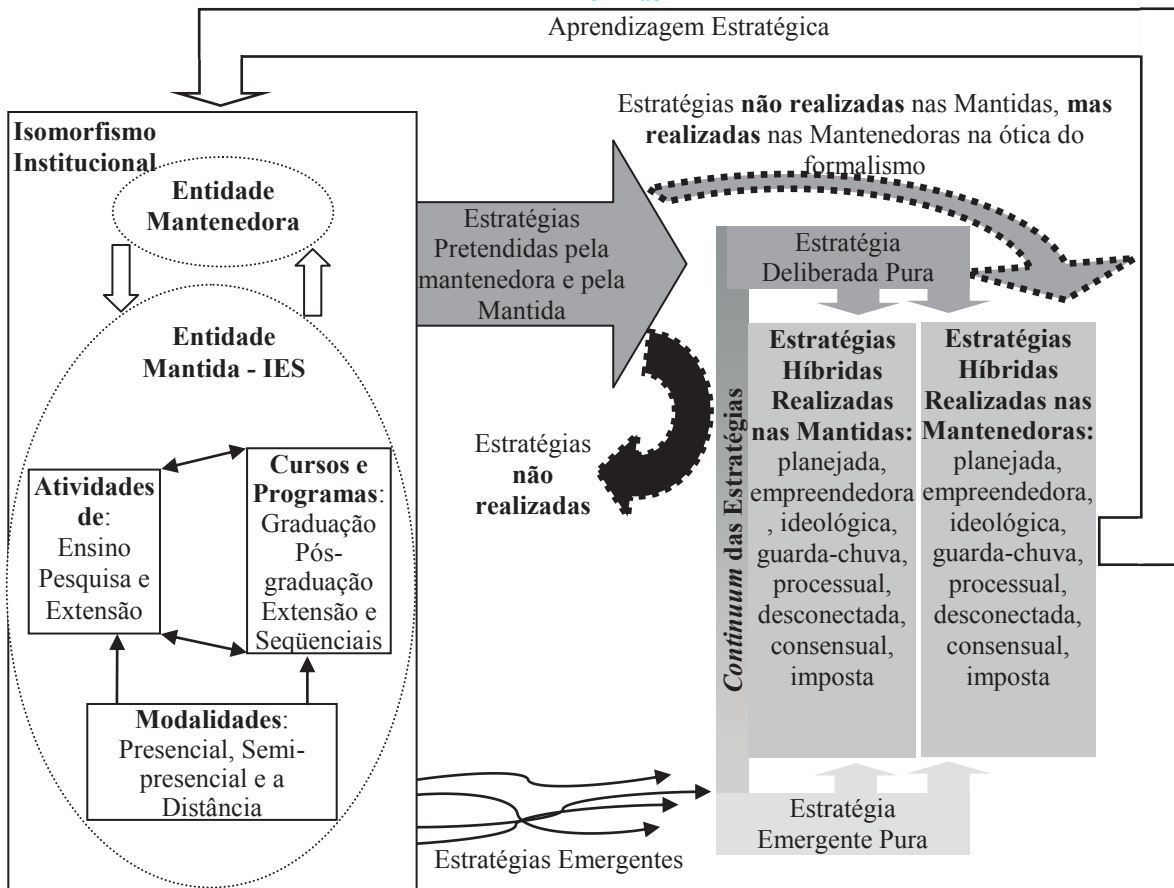 Aprendizagem Estratégica
Estratégias não realizadas nas Mantidas, mas
realizadas nas Mantenedoras na ótica do
formalismo
Isomorfismo
Institucional
Entidade
Mantenedora
Entidade
Mantida - IES
Atividades
de:
Ensino
Pesquisa e
Extensão
Cursos e
Programas:
Graduação
Pós-
graduação
Extensão e
Seqüenciais
Modalidades:
Presencial, Semi-
presencial e a
Distância
Estratégias
Pretendidas pela
mantenedora e pela
Mantida
Estratégias
não
realizadas
Estratégias Emergentes
Continuum das Estratégias
Estratégia
Deliberada Pura
Estratégias
Híbridas
Realizadas
nas Mantidas:
planejada,
empreendedora
, ideológica,
guarda-chuva,
processual,
desconectada,
consensual,
imposta
Estratégias
Híbridas
Realizadas nas
Mantenedoras:
planejada,
empreendedora,
ideológica,
guarda-chuva,
processual,
desconectada,
consensual,
imposta
Estratégia
Emergente Pura